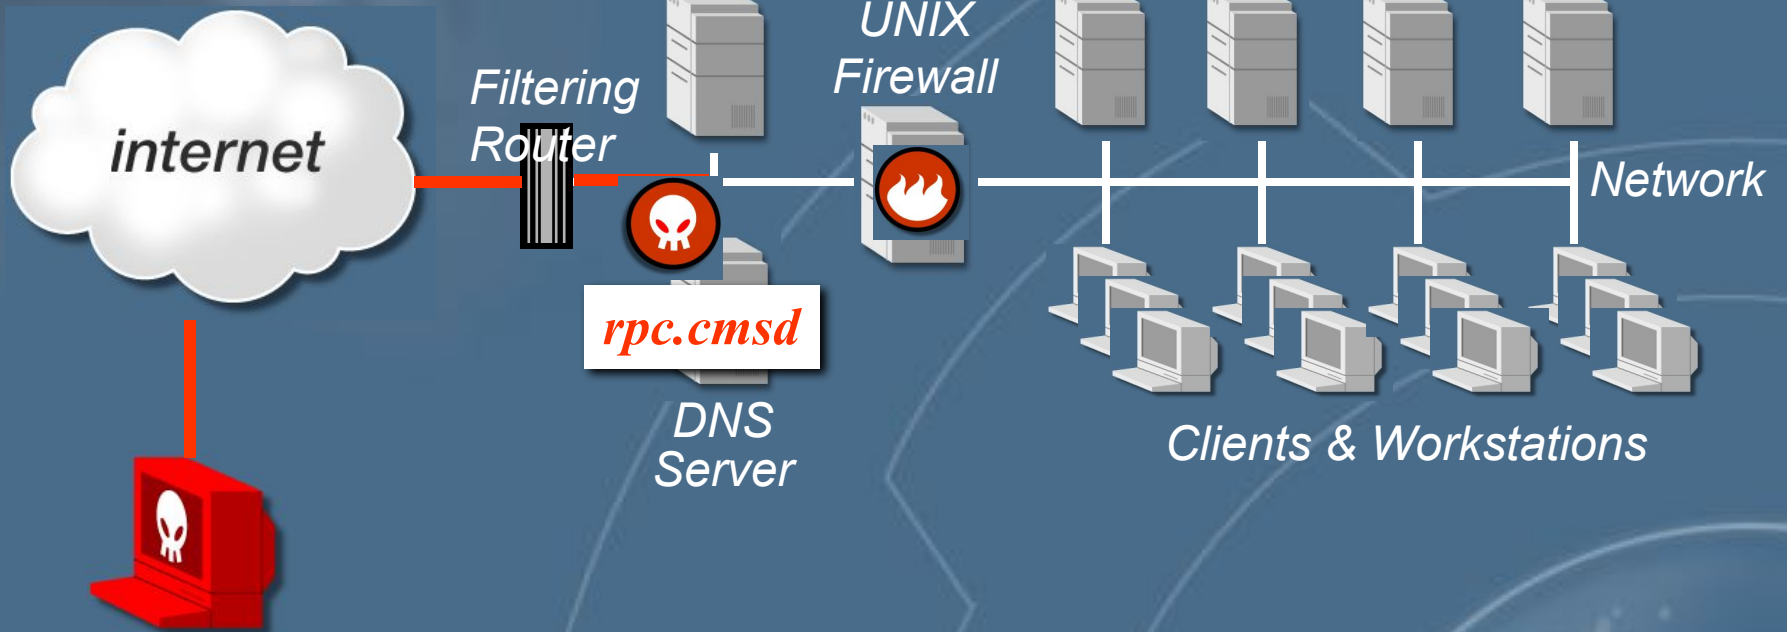 internet
Filtering
Router
UNIX
Firewall
Network
rpc.cmsd
DNS
Server
Clients & Workstations